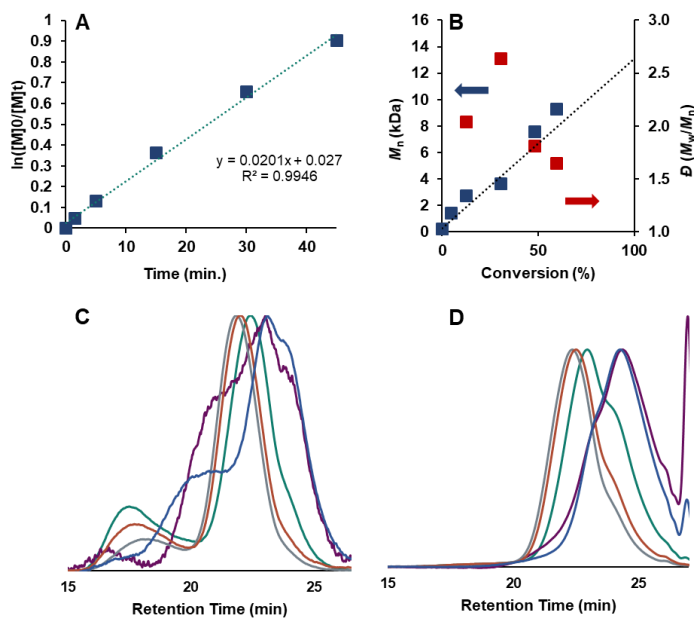 A
ln([M]0/[M]t)
1
0.9
0.8
0.7
0.6
0.5
0.4
0.3
0.2
0.1
0
y = 0.0201x + 0.027
R² = 0.9946
0 10 20 30 40
Time (min.)
B
Mn (kDa)
16
14
12
10
8
6
4
2
0
3.0
2.5
2.0
1.5
1.0
Đ (Mw/Mn)
0 50 100
Conversion (%)
C
15 20 25
Retention Time (min)
D
15 20 25
Retention Time (min)